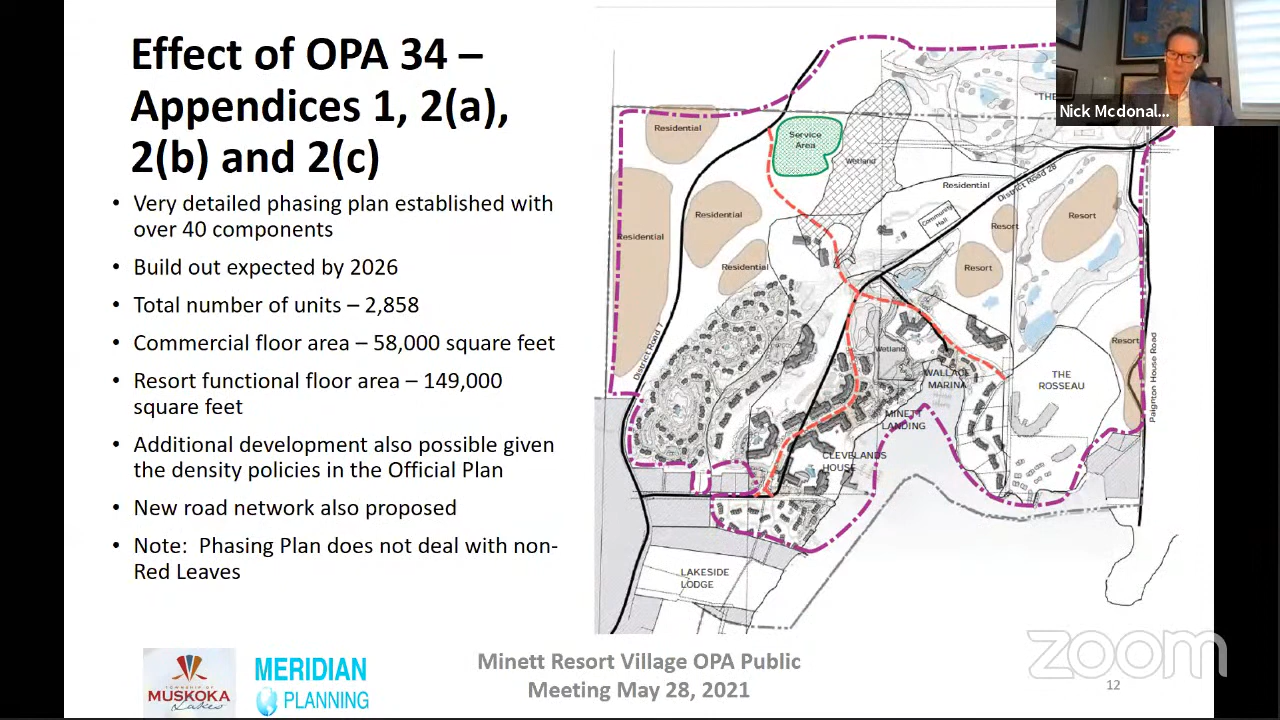 Effect of OPA 34 –
Appendices 1, 2(a),
2(b) and 2(c)
• Very detailed phasing plan established with
over 40 components
• Build out expected by 2026
• Total number of units – 2,858
• Commercial floor area – 58,000 square feet
• Resort functional floor area – 149,000
square feet
• Additional development also possible given
the density policies in the Official Plan
• New road network also proposed
• Note: Phasing Plan does not deal with non-
Red Leaves
Nick Mcdonal...
"THE
Residential
Service
Area
Wetland
Residential
District Road 28
Residential
Community
Hall
Resort
Resort
Residential
Residential
Resort
District Road 7
Wetland
Resort
Paignton House Road
WALLACE
MARINA
THE
ROSSEAU
MINETT
LANDING
CLEVELANDS
HOUSE
LAKESIDE
LODGE
TOWNSHIP OF
MUSKOKA
Lakes
MERIDIAN
PLANNING
Minett Resort Village OPA Public
Meeting May 28, 2021
zoom
12